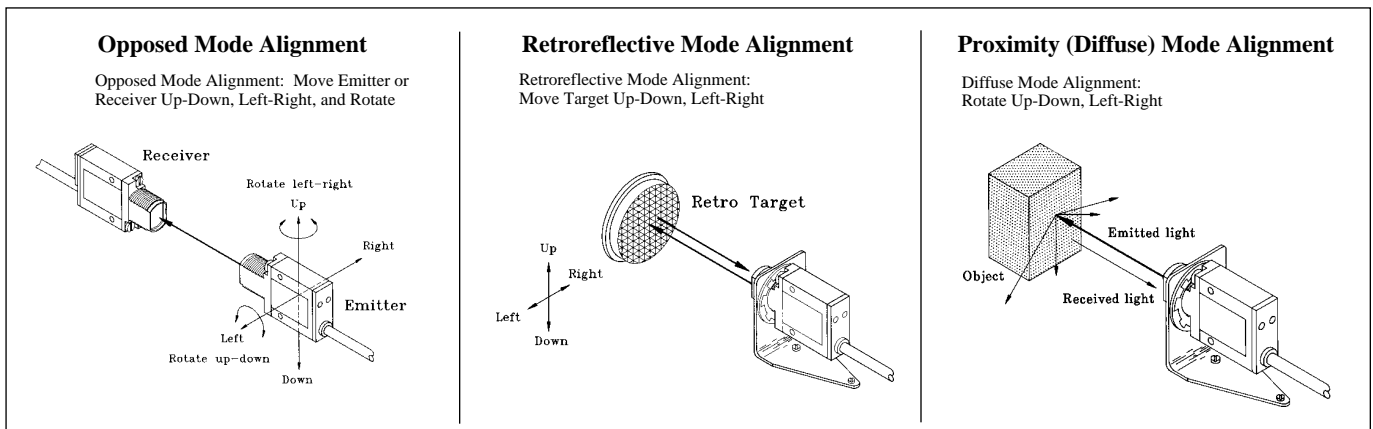 Opposed Mode Alignment
Opposed Mode Alignment: Move Emitter or
Receiver Up-Down, Left-Right, and Rotate
Receiver
Rotate left-right
Up
Right
Emitter
Left
Rotate up-down
Down
Retroreflective Mode Alignment
Retroreflective Mode Alignment:
Move Target Up-Down, Left-Right
Retro Target
Up
Right
Left
Down
Proximity (Diffuse) Mode Alignment
Diffuse Mode Alignment:
Rotate Up-Down, Left-Right
Emitted light
Object
Received light